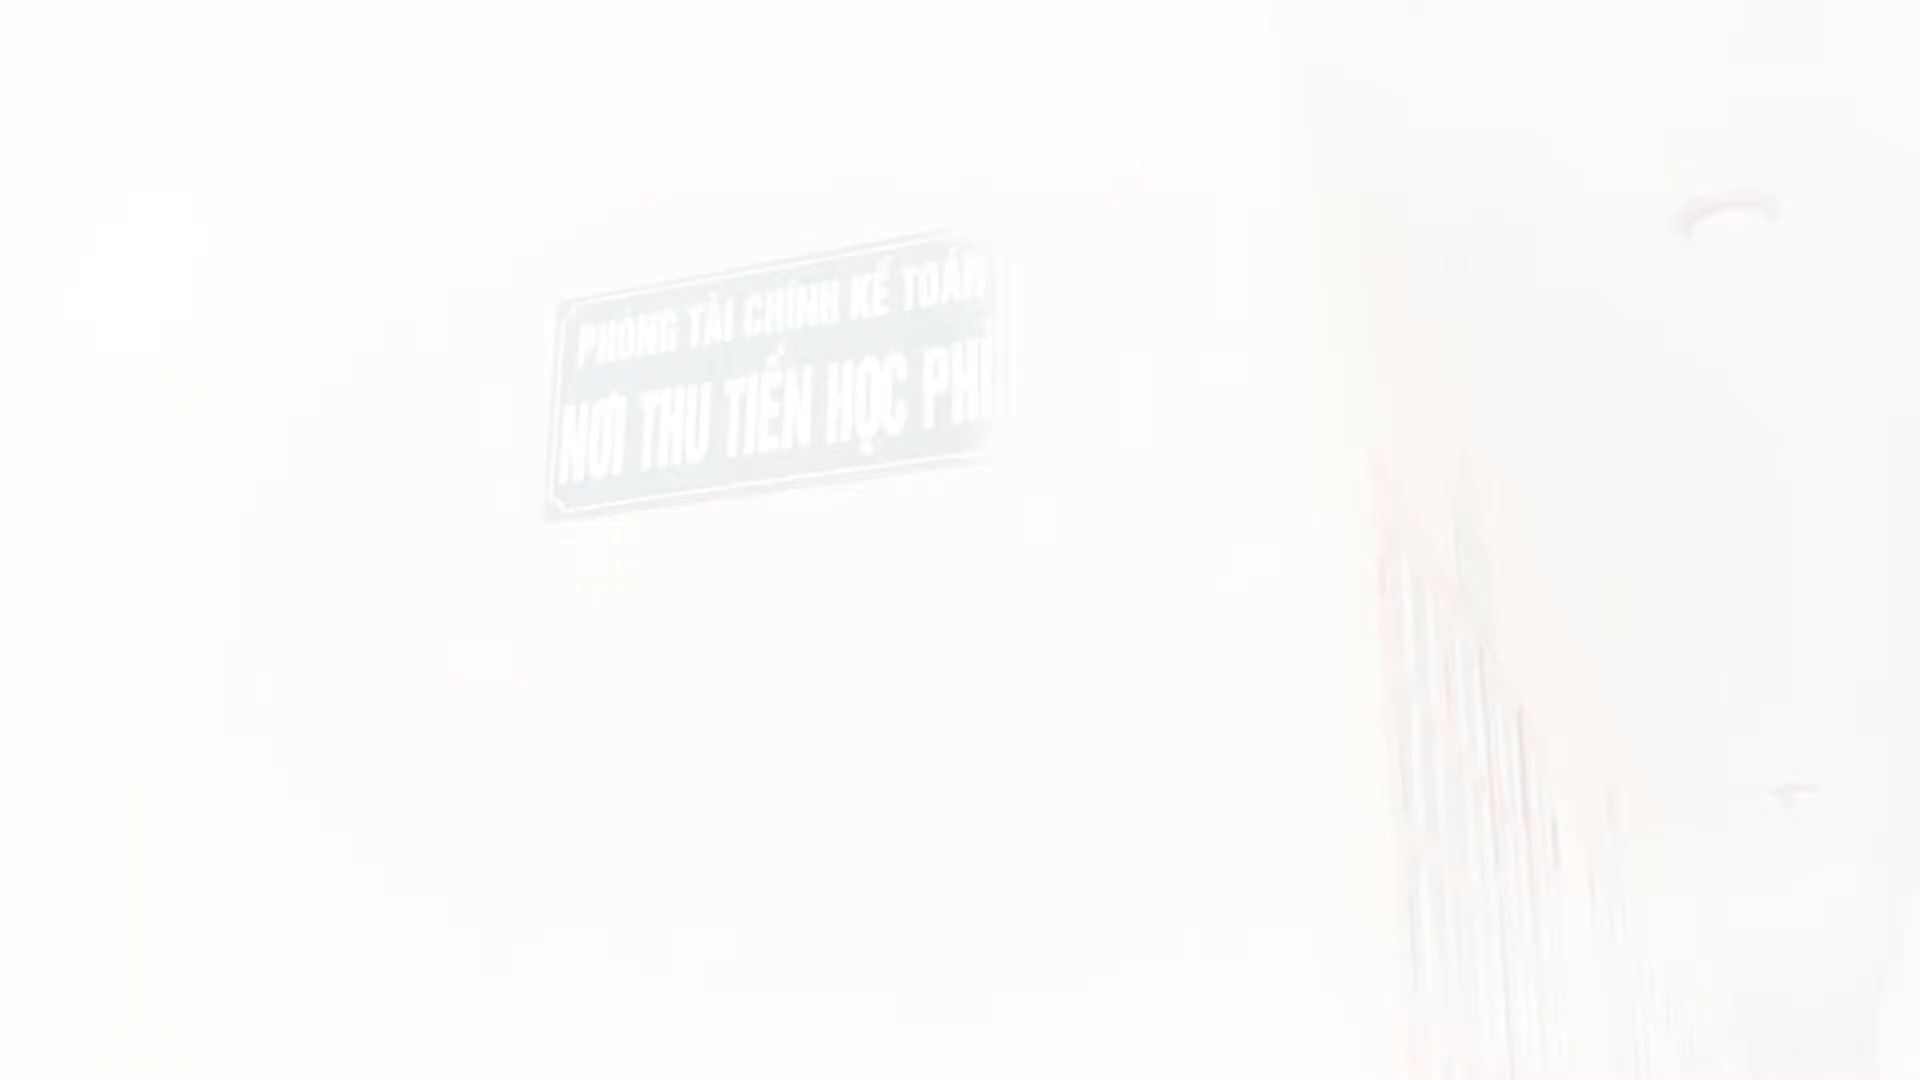 PHÒNG TÀI CHÍNH KẾ TOÁN
NƠI THU TIỀN HỌC PHÍ